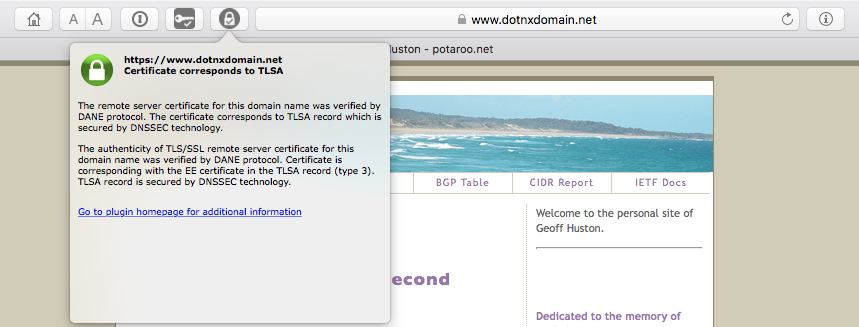 A A
www.dotnxdomain.net
Huston - potaroo.net
https://www.dotnxdomain.net
Certificate corresponds to TLSA
The remote server certificate for this domain name was verified by
DANE protocol. The certificate corresponds to TLSA record which is
secured by DNSSEC technology.
The authenticity of TLS/SSL remote server certificate for this
domain name was verified by DANE protocol. Certificate is
corresponding with the EE certificate in the TLSA record (type 3).
TLSA record is secured by DNSSEC technology.
Go to plugin homepage for additional information
BGP Table
CIDR Report
IETF Docs
Welcome to the personal site of
Geoff Huston.
econd
Dedicated to the memory of